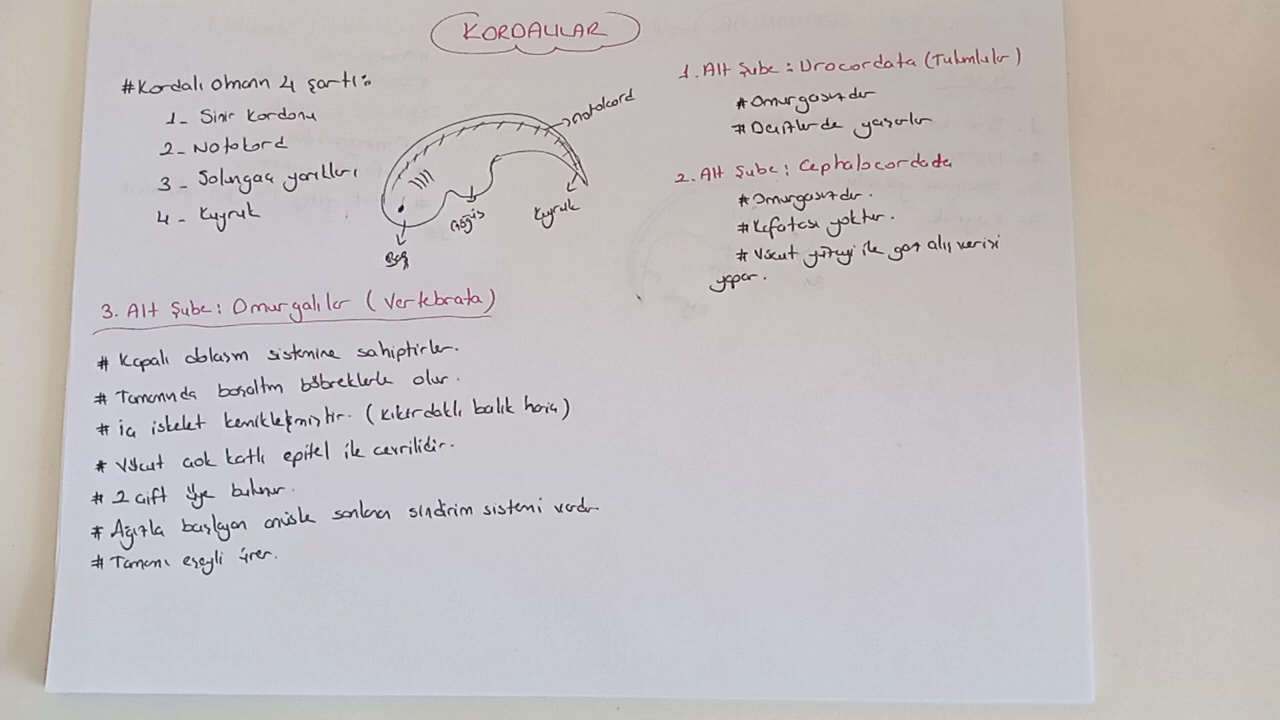 KORDALILAR
#Kordalı olmanın 4 şartı:
1- Sinir Kordonu
2- Notokord
3- Solungaç yarıkları
4- Kuyruk
notokord
Kuyruk
Göğüs
Baş
1. Alt Şube: Urocordata (Tulumlular)
#Omurgasızdır
#Denizlerde yaşarlar
2. Alt Şube: Cephalocordata
#Omurgasızdır.
#Kafatası yoktur.
#Vücut yüzeyi ile gaz alış verişi
yapar.
3. Alt Şube: Omurgalılar (Vertebrata)
# Kapalı dolaşım sistemine sahiptirler.
# Tamamında boşaltım böbreklerle olur.
# iç iskelet kemikleşmiştir. (Kıkırdaklı balık hariç)
# Vücut çok katlı epitel ile çevrilidir.
# 2 çift üye bulunur.
# Ağızla başlayan anüsle sonlanan sindirim sistemi vardır
# Tamamı eşeyli ürer.